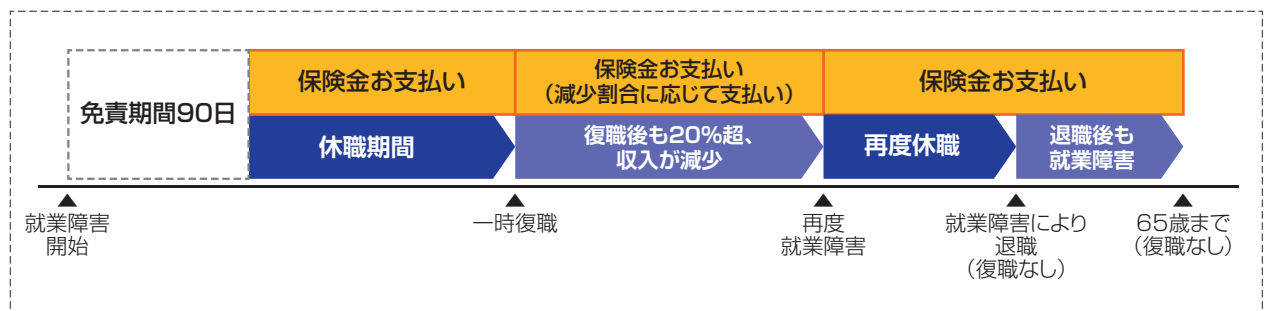 免責期間90日
保険金お支払い
保険金お支払い
（減少割合に応じて支払い）
保険金お支払い
休職期間
復職後も20％超、
収入が減少
再度休職
退職後も
就業障害
就業障害
開始
一時復職
再度
就業障害
就業障害により
退職
（復職なし）
65歳まで
（復職なし）